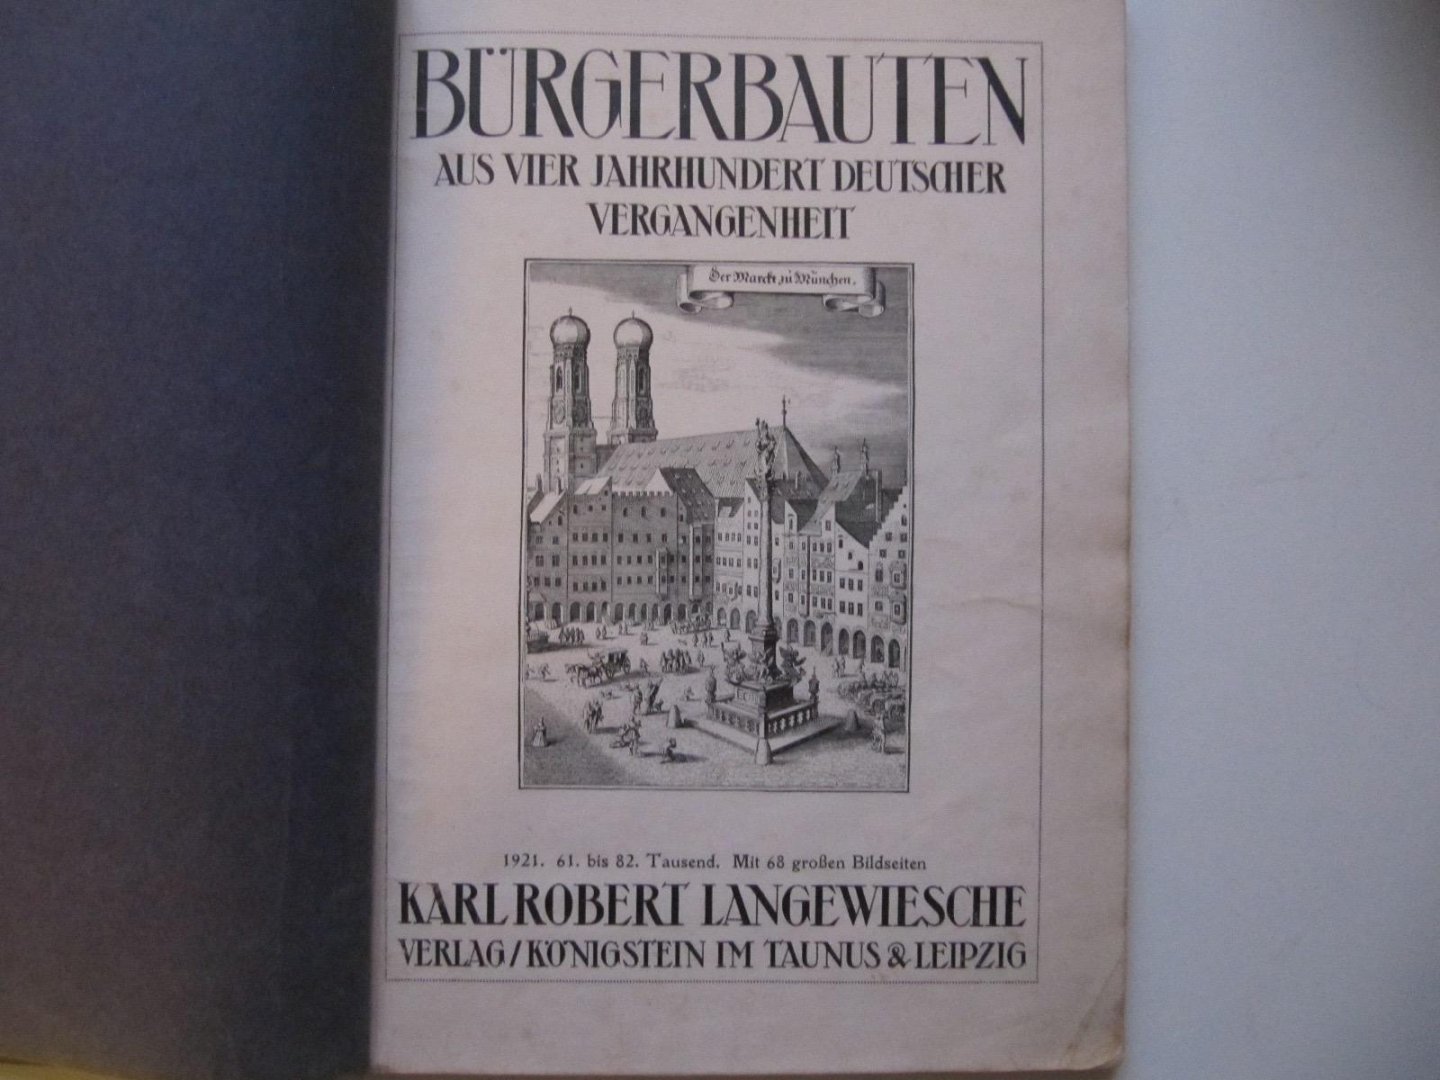 BÜRGERBAUTEN
AUS VIER JAHRHUNDERT DEUTSCHER
VERGANGENHEIT
Der Marckt zu München.
1921. 61. bis 82. Tausend. Mit 68 großen Bildseiten
KARL ROBERT LANGEWIESCHE
VERLAG / KÖNIGSTEIN IM TAUNUS & LEIPZIG